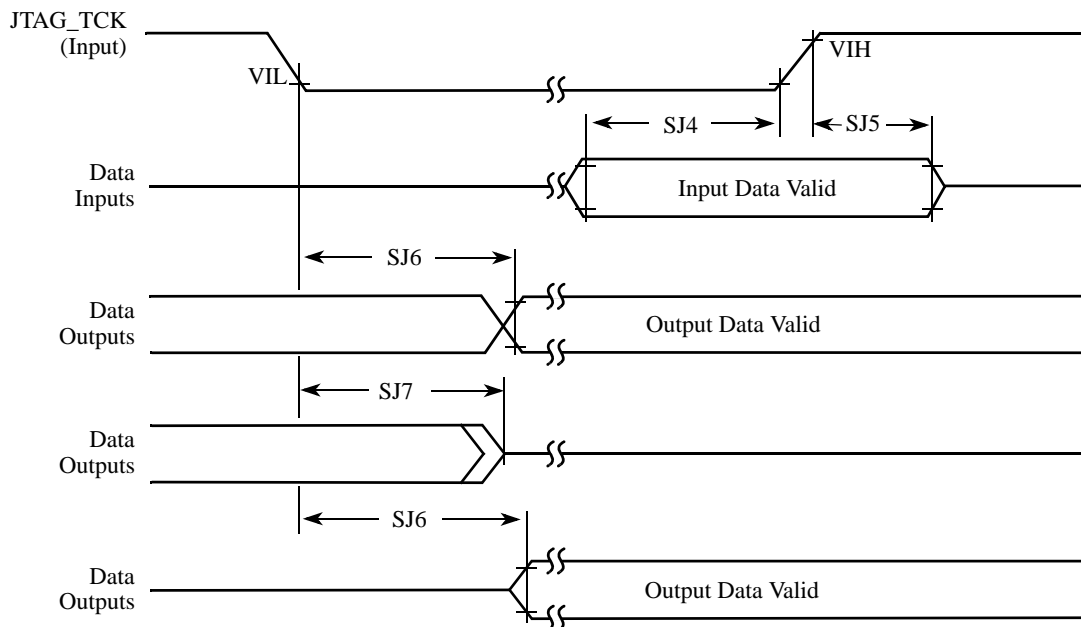 JTAG_TCK
(Input)
VIL
VIH
SJ4
SJ5
Data
Inputs
Input Data Valid
SJ6
Data
Outputs
Output Data Valid
SJ7
Data
Outputs
SJ6
Data
Outputs
Output Data Valid